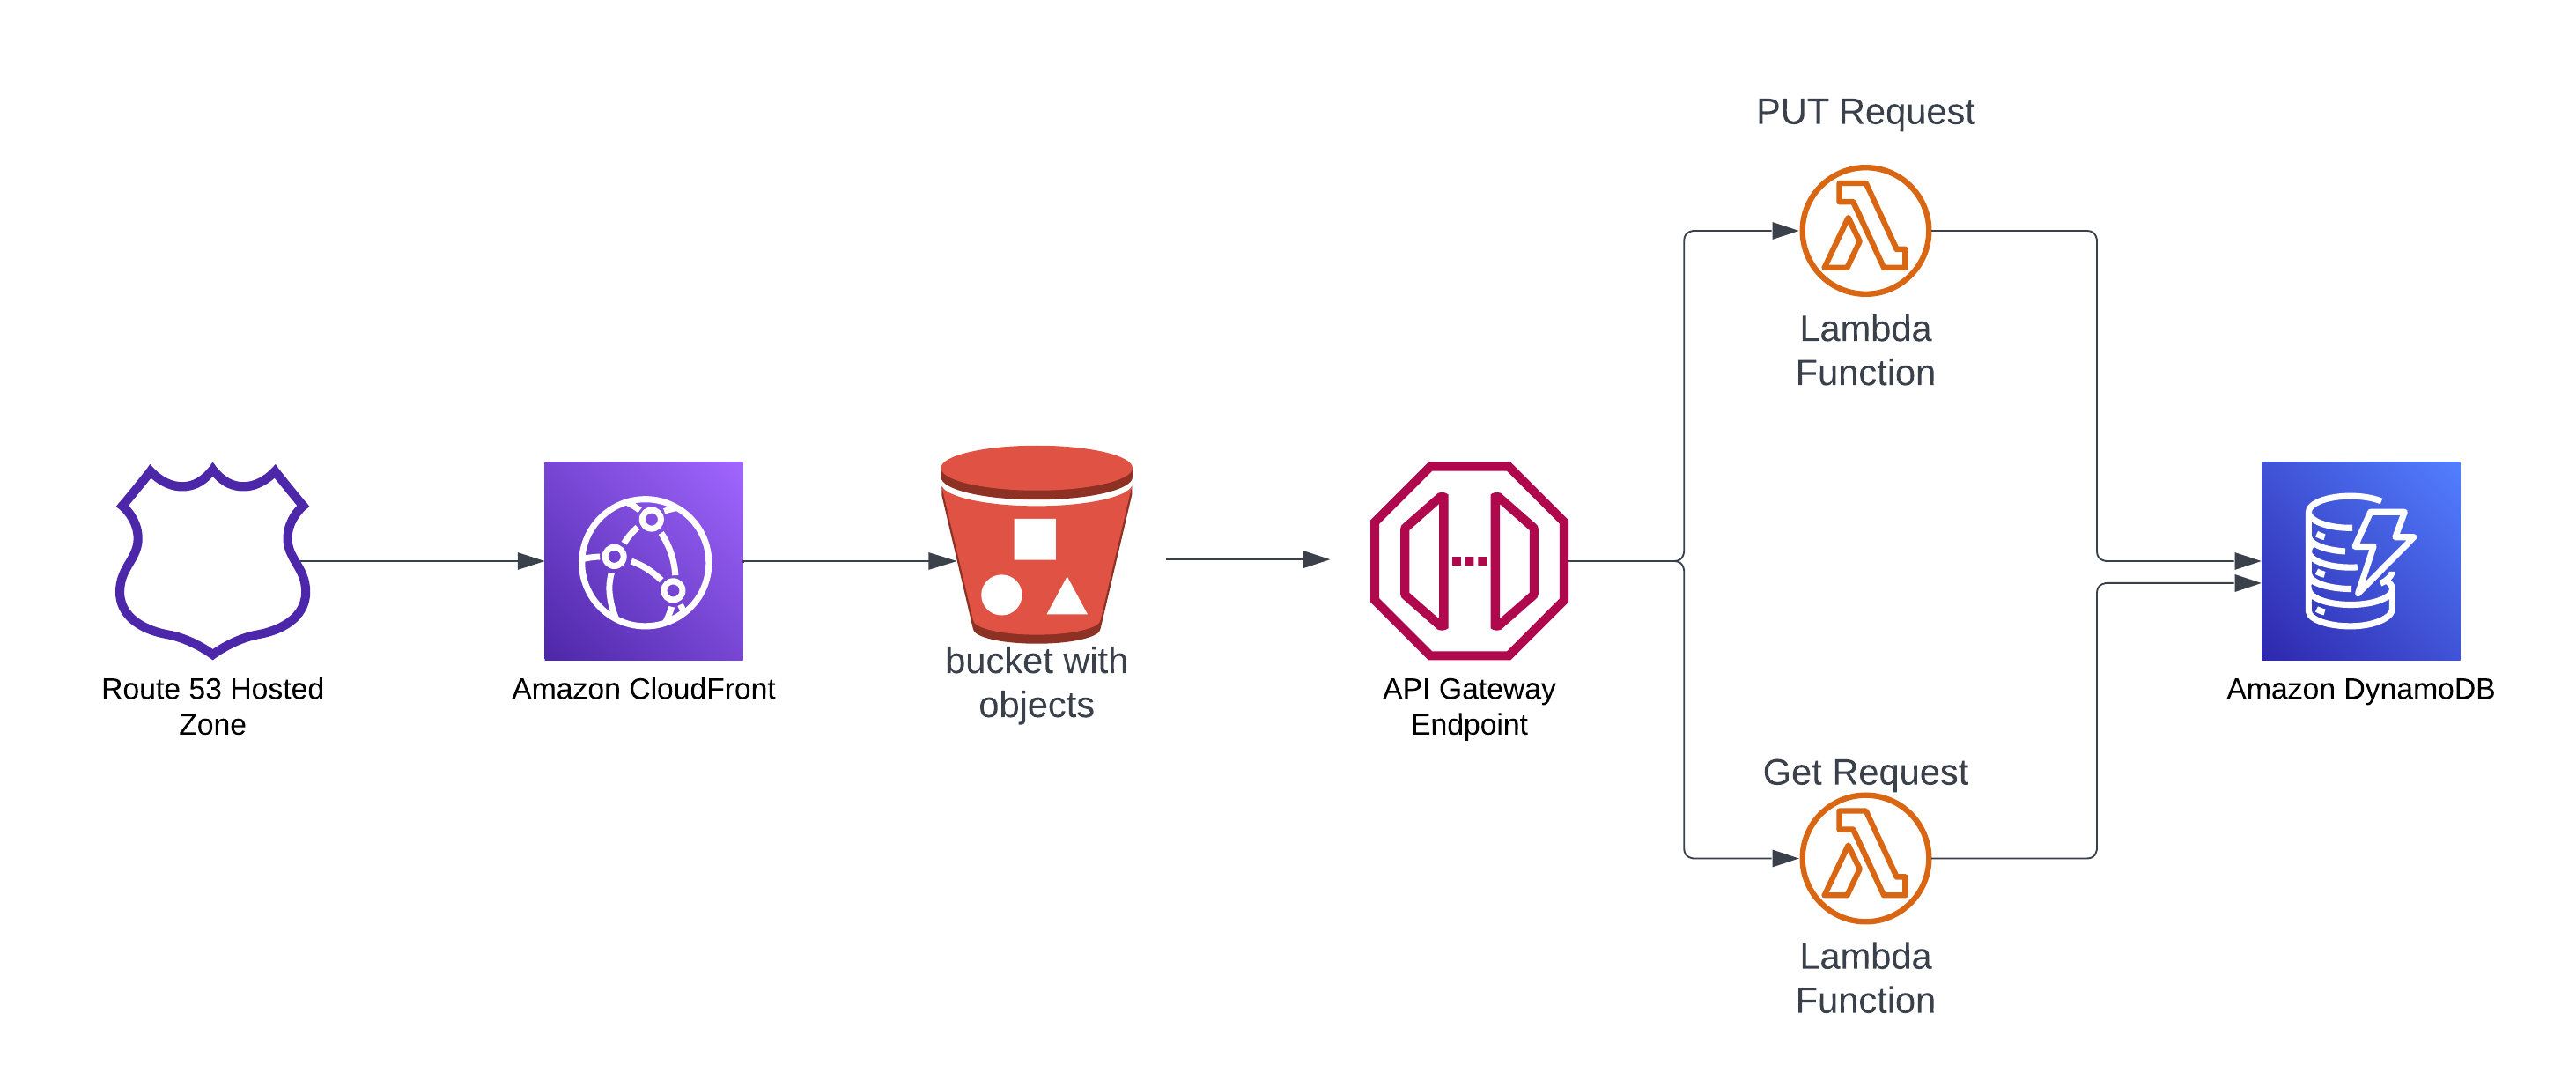 PUT Request
Lambda
Function
Route 53 Hosted
Zone
Amazon CloudFront
bucket with
objects
API Gateway
Endpoint
Amazon DynamoDB
Get Request
Lambda
Function